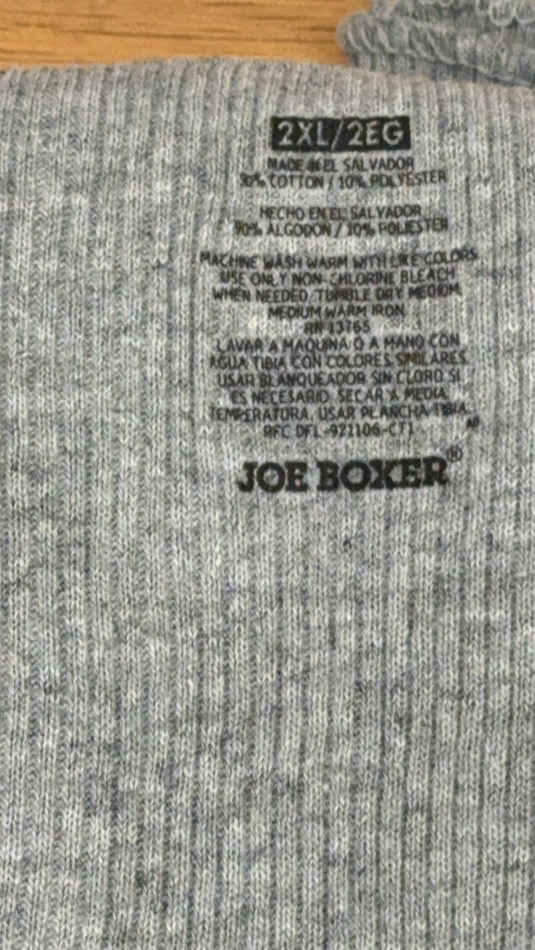 2XL/2EG
MADE IN EL SALVADOR
90% COTTON / 10% POLYESTER
HECHO EN EL SALVADOR
90% ALGODON / 10% POLIESTER
MACHINE WASH WARM WITH LIKE COLORS.
USE ONLY NON-CHLORINE BLEACH
WHEN NEEDED. TUMBLE DRY MEDIUM.
MEDIUM WARM IRON.
RN 13765
LAVAR A MAQUINA O A MANO CON
AGUA TIBIA CON COLORES SIMILARES.
USAR BLANQUEADOR SIN CLORO SI
ES NECESARIO. SECAR A MEDIA
TEMPERATURA. USAR PLANCHA TIBIA.
RFC DFL-921106-CT1
JOE BOXER®